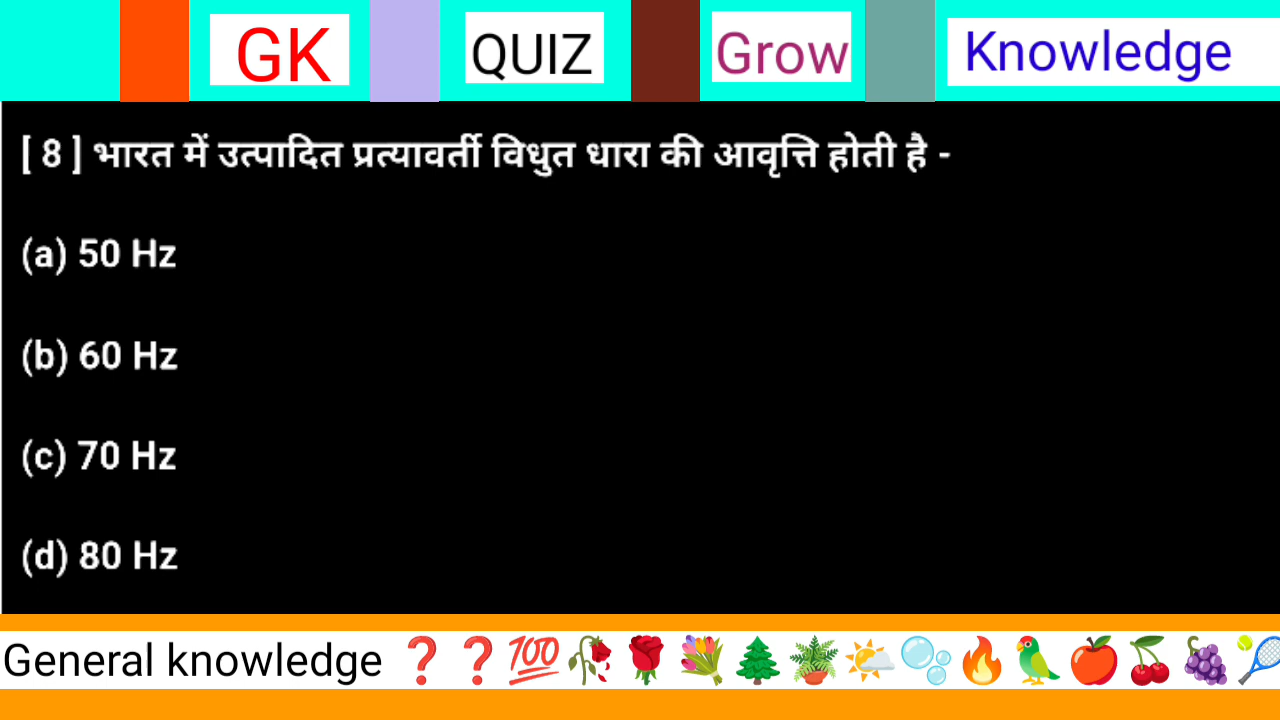 GK QUIZ Grow Knowledge
[ 8 ] भारत में उत्पादित प्रत्यावर्ती विधुत धारा की आवृत्ति होती है -
(a) 50 Hz
(b) 60 Hz
(c) 70 Hz
(d) 80 Hz
General knowledge ❓❓💯🥀🌹💐🌲🪴🌤️🫧🔥🦜🍎🍒🍇🎾